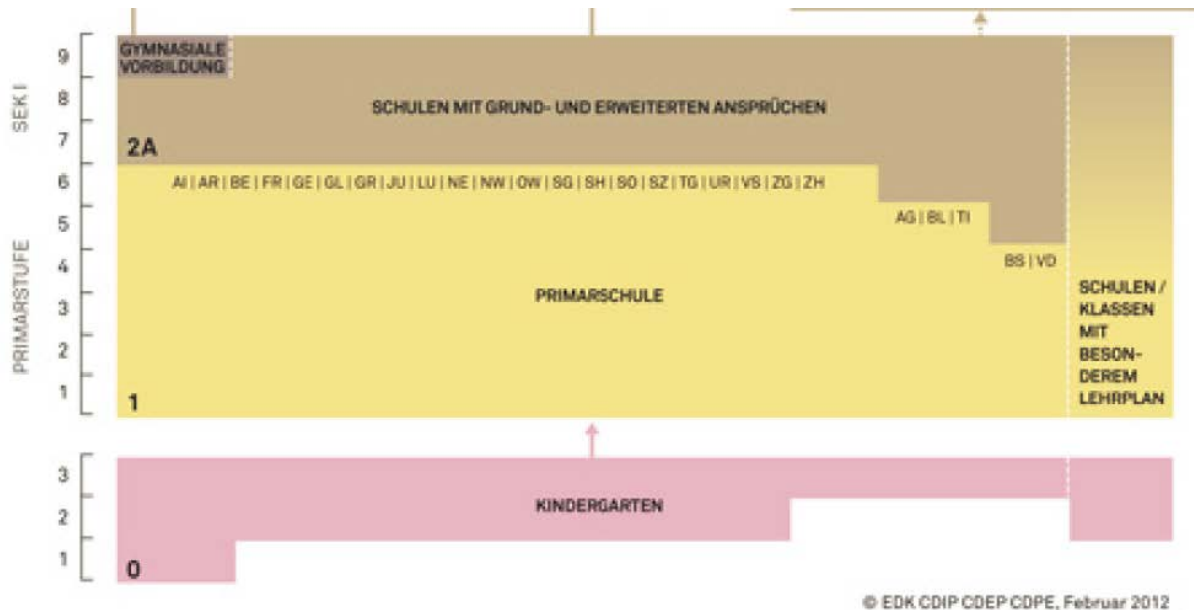 9
GYMNASIALE
VORBILDUNG
SEK I
8
SCHULEN MIT GRUND- UND ERWEITERTEN ANSPRÜCHEN
7
2A
6
AI | AR | BE | FR | GE | GL | GR | JU | LU | NE | NW | OW | SG | SH | SO | SZ | TG | UR | VS | ZG | ZH
5
AG | BL | TI
PRIMARSTUFE
4
BS | VD
3
PRIMARSCHULE
SCHULEN /
KLASSEN
MIT
BESON-
DEREM
LEHRPLAN
2
1
1
3
KINDERGARTEN
2
1
0
© EDK CDIP CDEP CDPE, Februar 2012